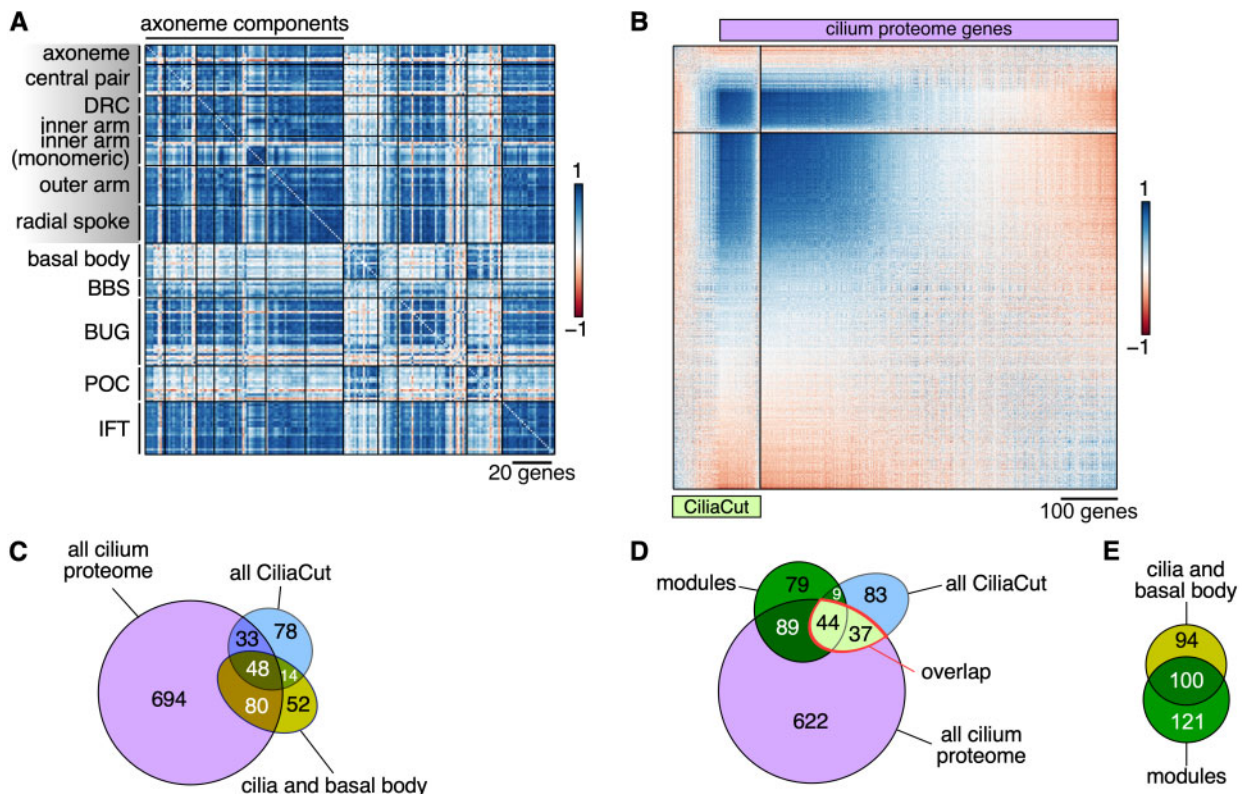 A
axoneme components
axoneme
central pair
DRC
inner arm
inner arm
(monomeric)
outer arm
radial spoke
basal body
BBS
BUG
POC
IFT
1
−1
20 genes
B
cilium proteome genes
1
−1
CiliaCut
100 genes
C
all cilium
proteome
all CiliaCut
33
78
48
14
694
80
52
cilia and basal body
D
modules
79
9
83
all CiliaCut
89
44
37
overlap
622
all cilium
proteome
E
cilia and
basal body
94
100
121
modules